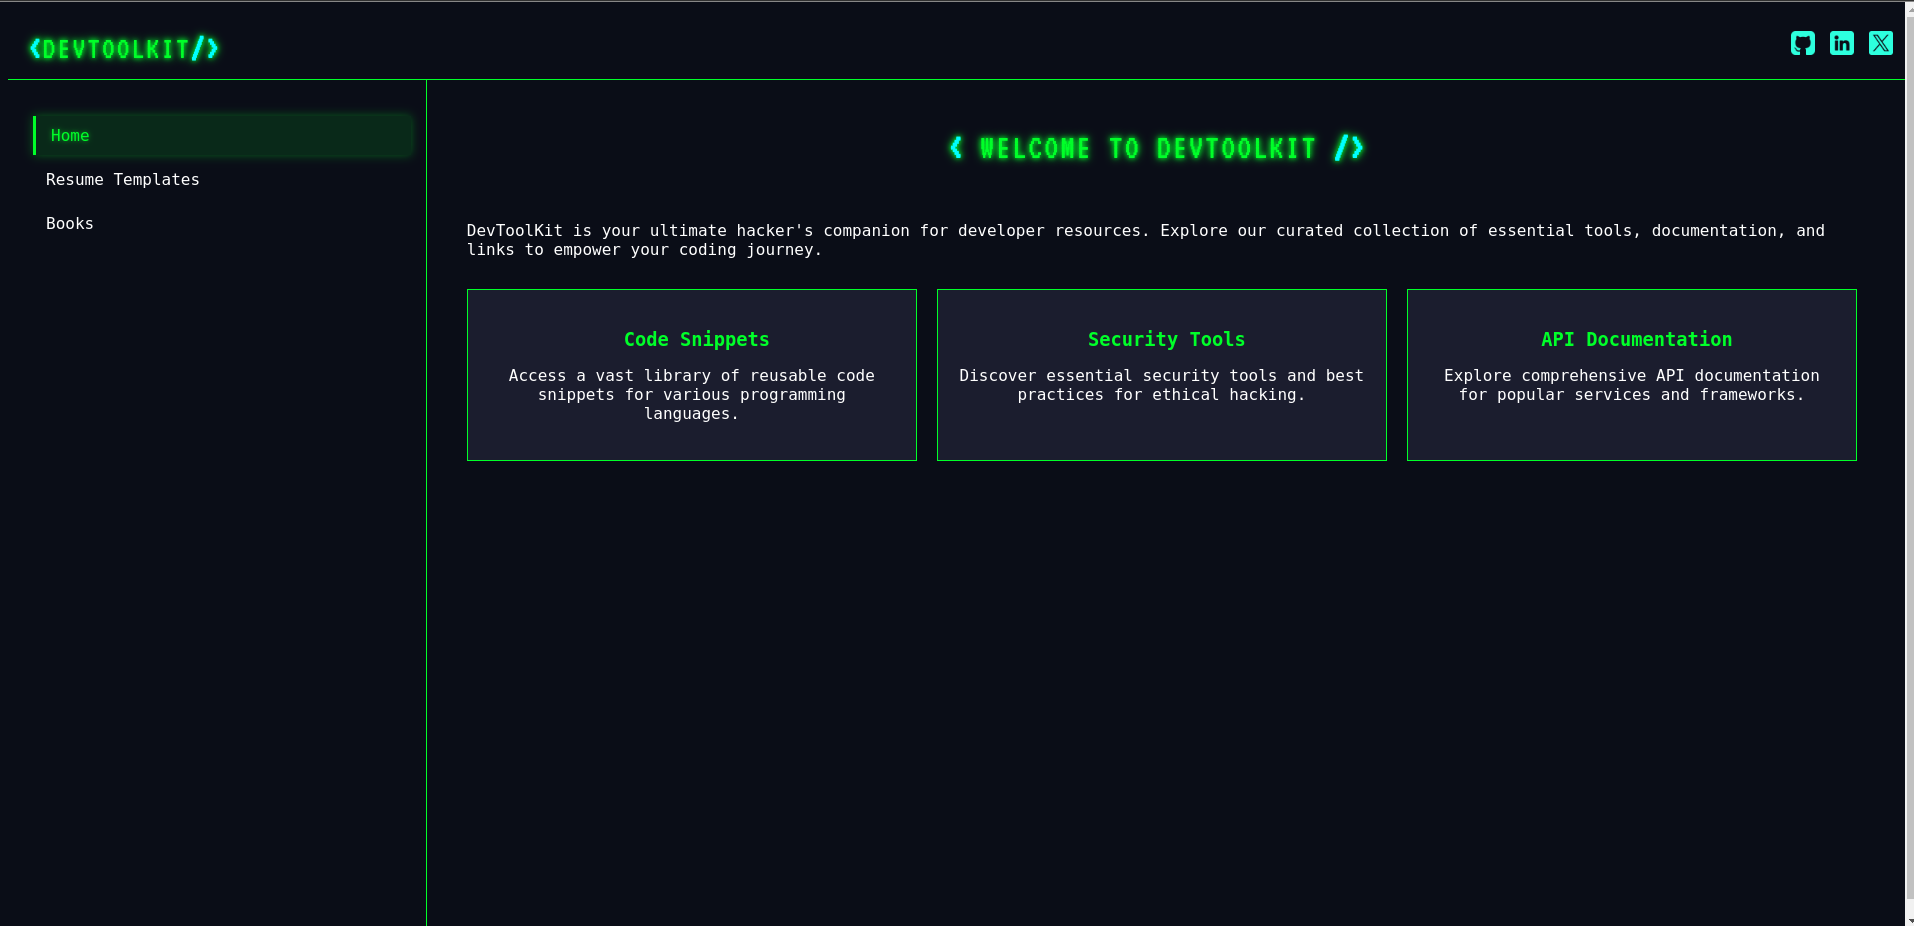 <DEVTOOLKIT/>
Home
Resume Templates
Books
< WELCOME TO DEVTOOLKIT />
DevToolKit is your ultimate hacker's companion for developer resources. Explore our curated collection of essential tools, documentation, and
links to empower your coding journey.
Code Snippets
Access a vast library of reusable code
snippets for various programming
languages.
Security Tools
Discover essential security tools and best
practices for ethical hacking.
API Documentation
Explore comprehensive API documentation
for popular services and frameworks.